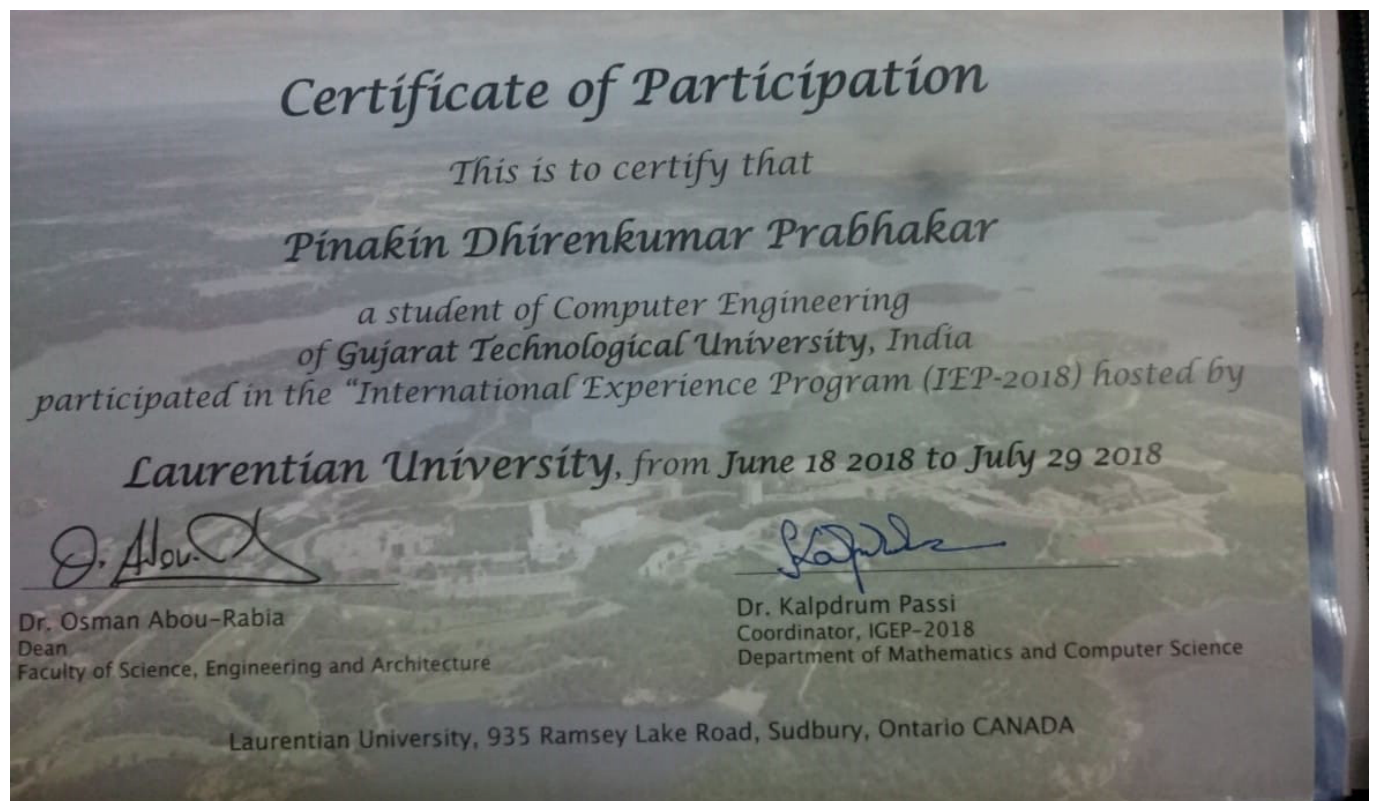 Certificate of Participation
This is to certify that
Pinakin Dhirenkumar Prabhakar
a student of Computer Engineering
of Gujarat Technological University, India
participated in the “International Experience Program (IEP-2018) hosted by
Laurentian University, from June 18 2018 to July 29 2018
O. Abou
Dr. Osman Abou-Rabia
Dean
Faculty of Science, Engineering and Architecture
Dr. Kalpdrum Passi
Coordinator, IGEP-2018
Department of Mathematics and Computer Science
Laurentian University, 935 Ramsey Lake Road, Sudbury, Ontario CANADA